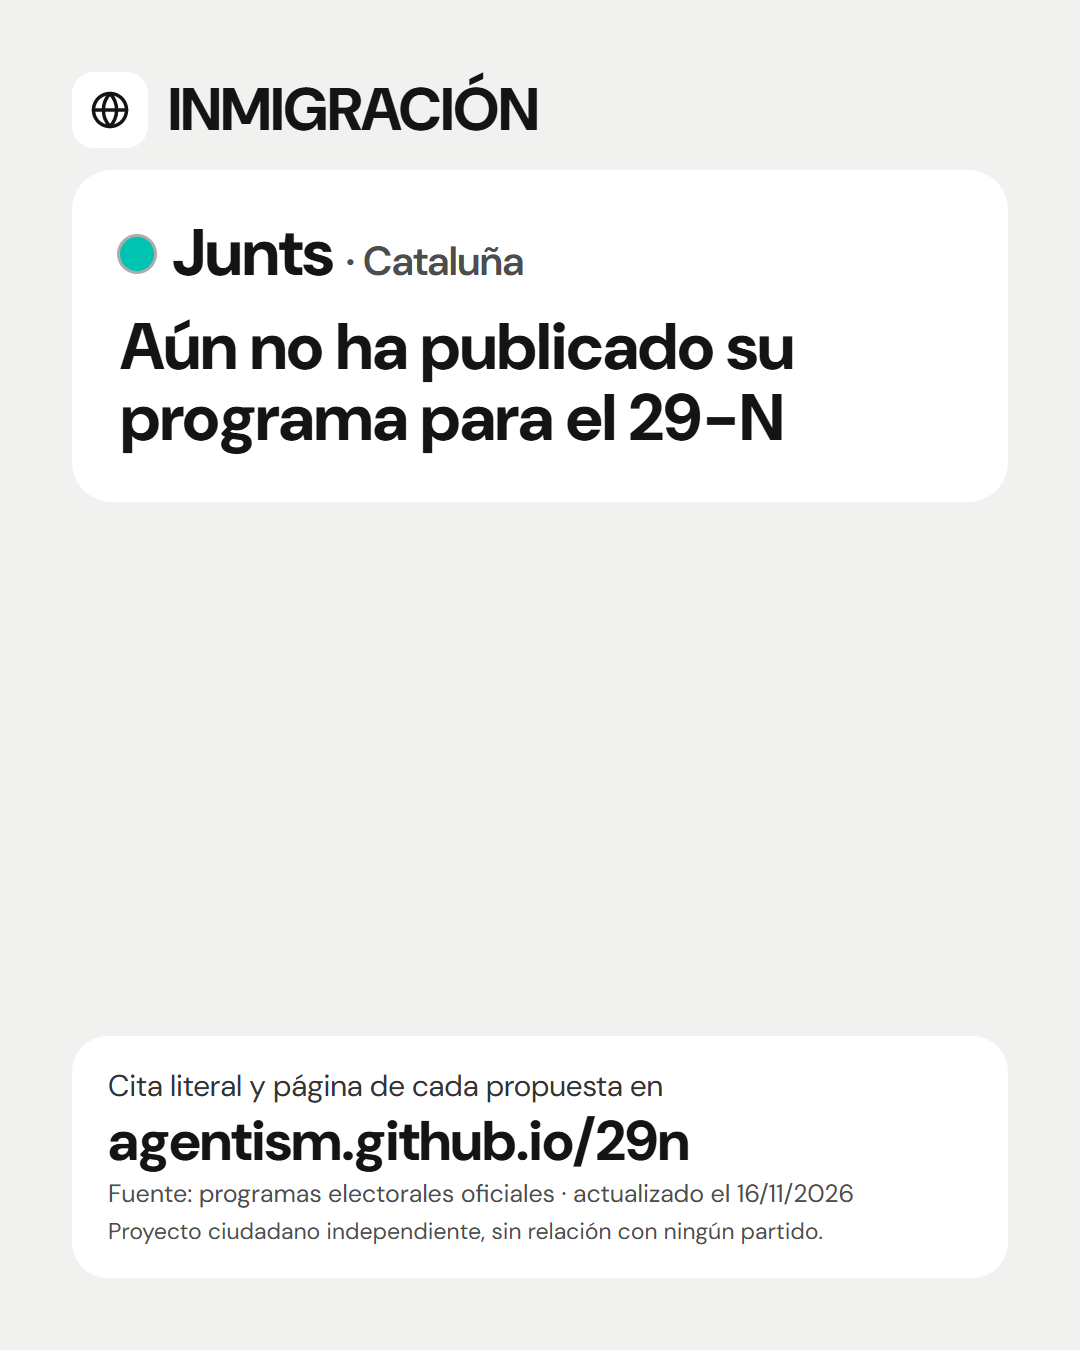 INMIGRACIÓN
Junts · Cataluña
Aún no ha publicado su
programa para el 29-N
Cita literal y página de cada propuesta en
agentism.github.io/29n
Fuente: programas electorales oficiales · actualizado el 16/11/2026
Proyecto ciudadano independiente, sin relación con ningún partido.